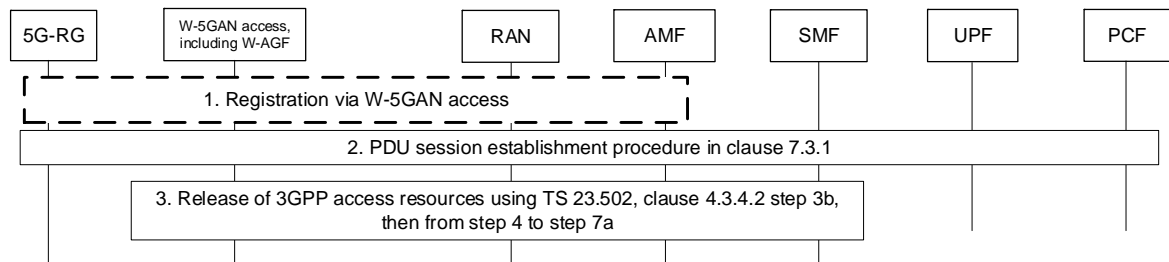 5G-RG
W-5GAN access,
including W-AGF
RAN
AMF
SMF
UPF
PCF
1. Registration via W-5GAN access
2. PDU session establishment procedure in clause 7.3.1
3. Release of 3GPP access resources using TS 23.502, clause 4.3.4.2 step 3b,
then from step 4 to step 7a